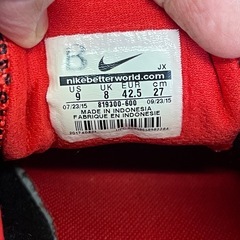 B
JX
nikebetterworld.com
US UK EUR cm
9 8 42.5 27
07/23/15 819300-600 09/23/15
MADE IN INDONESIA
FABRIQUE EN INDONESIE